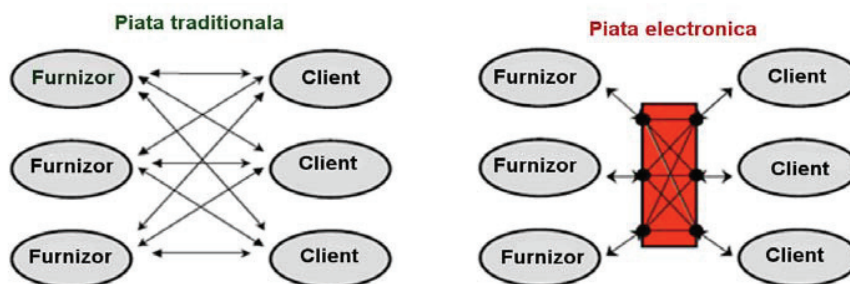 Piata traditionala
Piata electronica
Furnizor
Client
Furnizor
Client
Furnizor
Client
Furnizor
Client
Furnizor
Client
Furnizor
Client